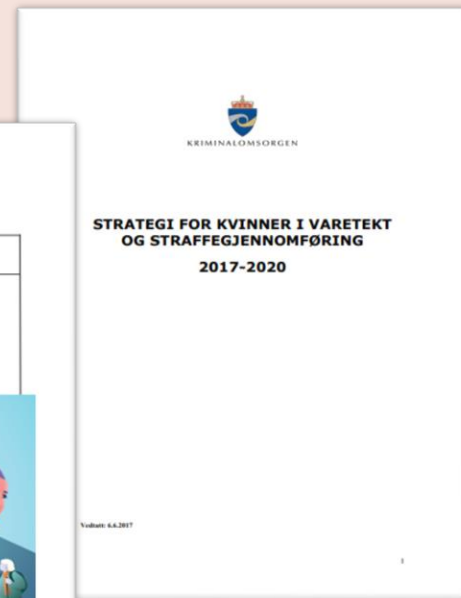 KRIMINALOMSORGEN
STRATEGI FOR KVINNER I VARETEKT
OG STRAFFEGJENNOMFØRING
2017-2020
Vedtatt: 6.6.2017
1